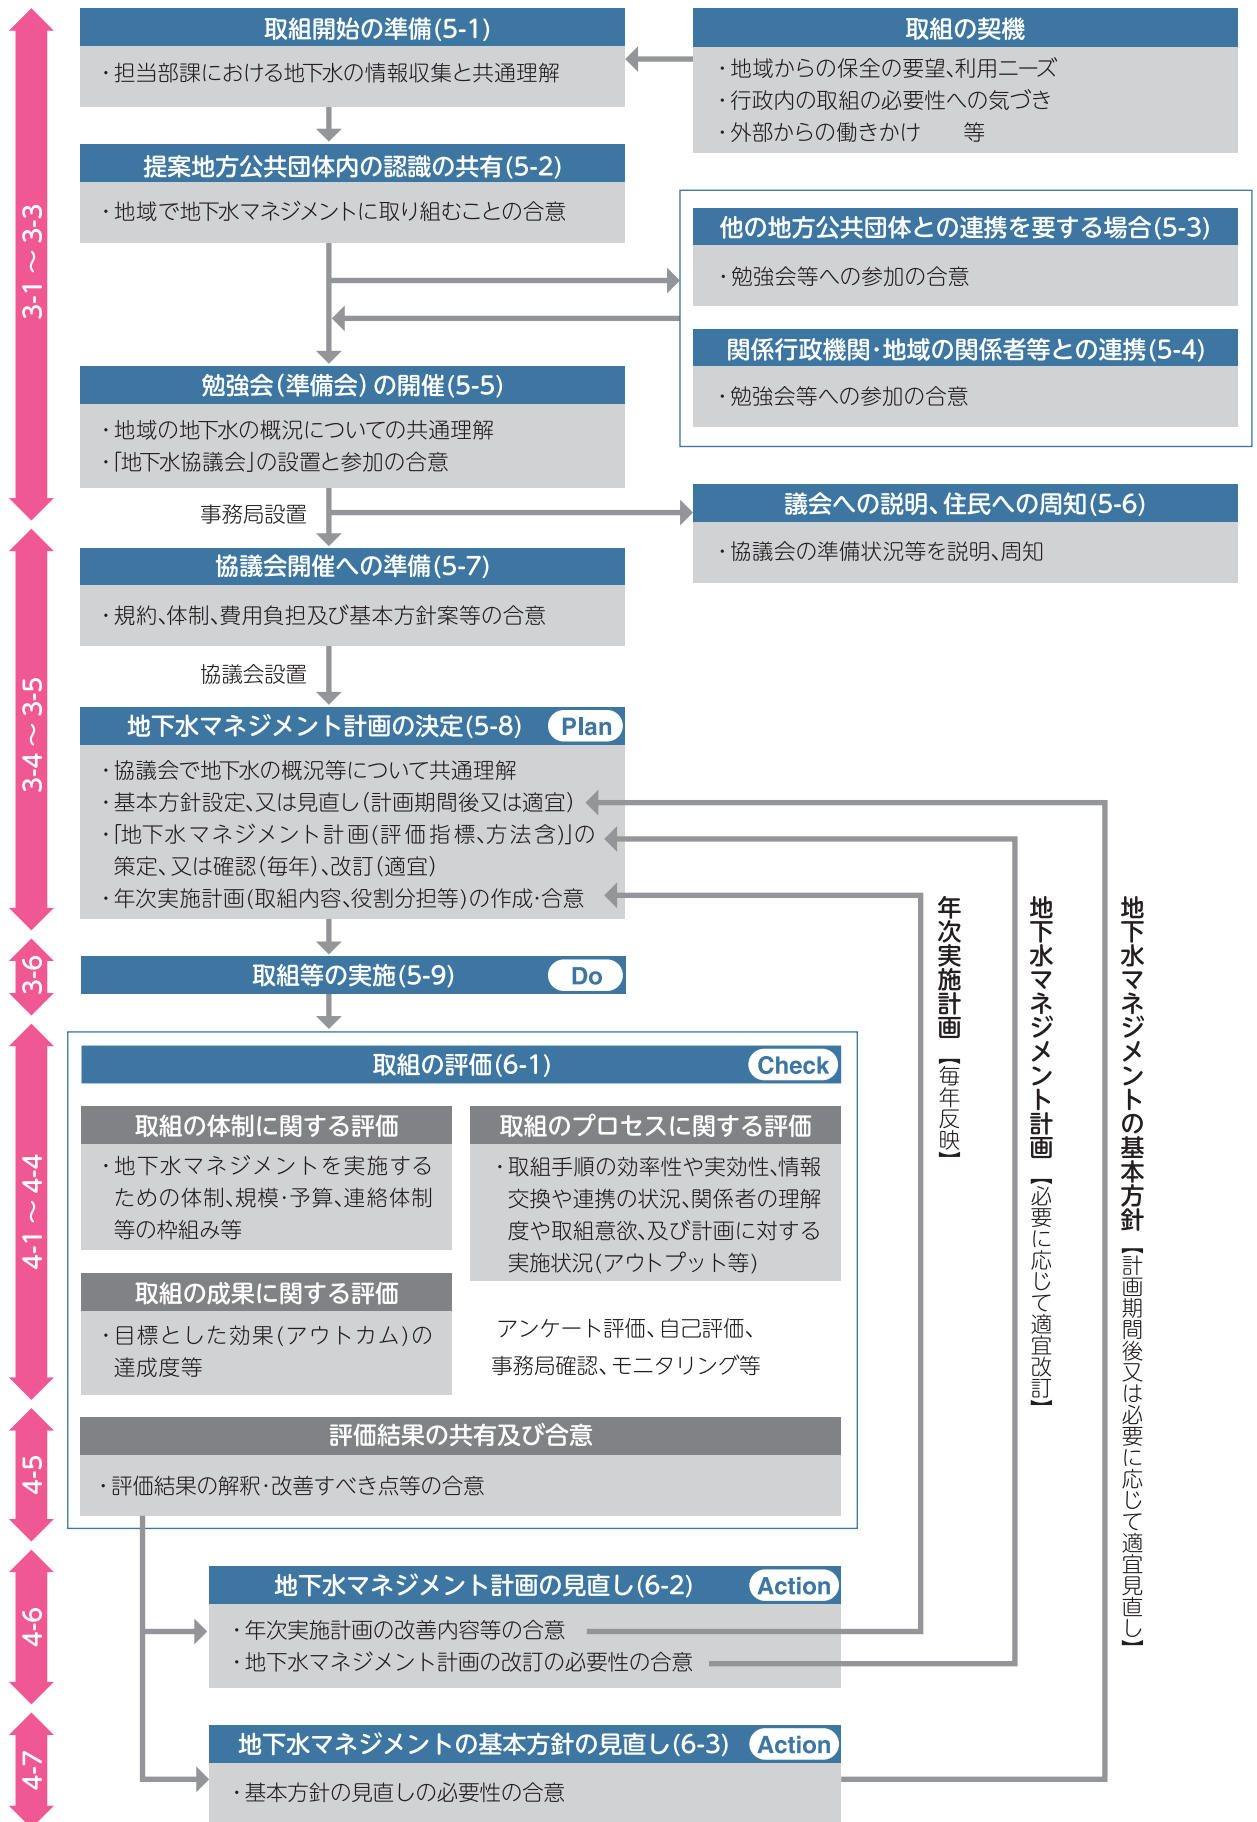 取組開始の準備(5-1)
・担当部課における地下水の情報収集と共通理解
取組の契機
・地域からの保全の要望、利用ニーズ
・行政内の取組の必要性への気づき
・外部からの働きかけ　　等
提案地方公共団体内の認識の共有(5-2)
・地域で地下水マネジメントに取り組むことの合意
他の地方公共団体との連携を要する場合(5-3)
・勉強会等への参加の合意
関係行政機関・地域の関係者等との連携(5-4)
・勉強会等への参加の合意
勉強会(準備会)の開催(5-5)
・地域の地下水の概況についての共通理解
・「地下水協議会」の設置と参加の合意
3-1 ～ 3-3
事務局設置
議会への説明、住民への周知(5-6)
・協議会の準備状況等を説明、周知
協議会開催への準備(5-7)
・規約、体制、費用負担及び基本方針案等の合意
協議会設置
地下水マネジメント計画の決定(5-8)
Plan
・協議会で地下水の概況等について共通理解
・基本方針設定、又は見直し(計画期間後又は適宜)
・「地下水マネジメント計画(評価指標、方法含)」の
策定、又は確認(毎年)、改訂(適宜)
・年次実施計画(取組内容、役割分担等)の作成・合意
3-4 ～ 3-5
取組等の実施(5-9)
Do
3-6
取組の評価(6-1)
Check
取組の体制に関する評価
・地下水マネジメントを実施する
ための体制、規模・予算、連絡体制
等の枠組み等
取組のプロセスに関する評価
・取組手順の効率性や実効性、情報
交換や連携の状況、関係者の理解
度や取組意欲、及び計画に対する
実施状況(アウトプット等)
取組の成果に関する評価
・目標とした効果(アウトカム)の
達成度等
アンケート評価、自己評価、
事務局確認、モニタリング等
4-1 ～ 4-4
評価結果の共有及び合意
・評価結果の解釈・改善すべき点等の合意
4-5
地下水マネジメント計画の見直し(6-2)
Action
・年次実施計画の改善内容等の合意
・地下水マネジメント計画の改訂の必要性の合意
4-6
地下水マネジメントの基本方針の見直し(6-3)
Action
・基本方針の見直しの必要性の合意
4-7
年次実施計画【毎年反映】
地下水マネジメント計画【必要に応じて適宜改訂】
地下水マネジメントの基本方針【計画期間後又は必要に応じて適宜見直し】